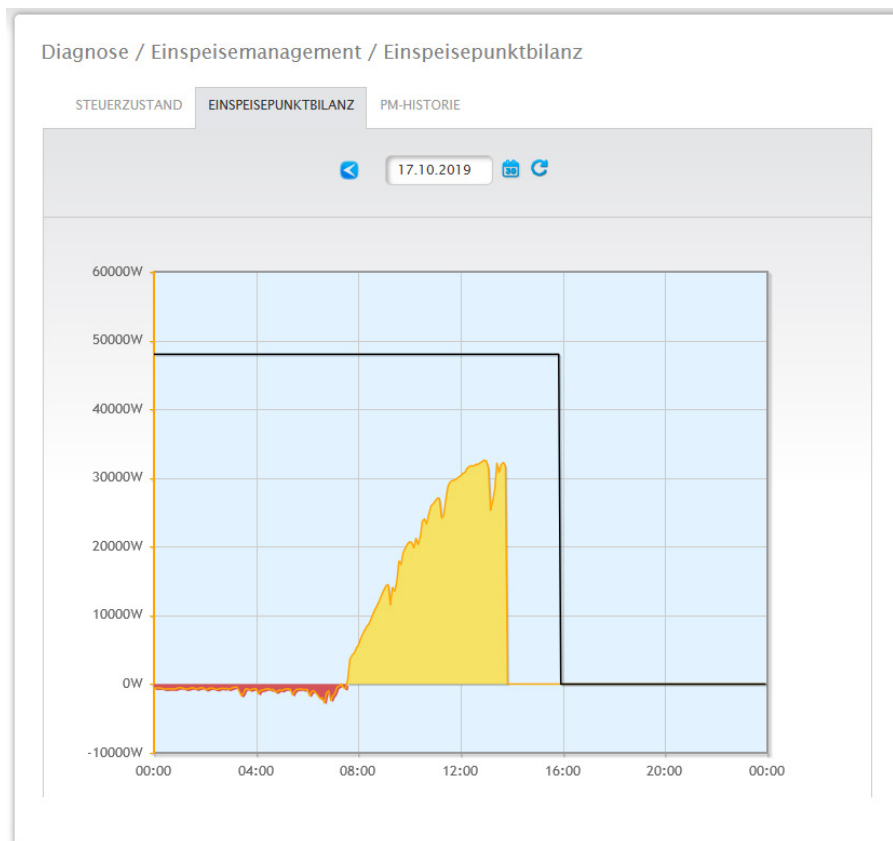 Diagnose / Einspeisemanagement / Einspeisepunktbilanz
STEUERZUSTAND EINSPEISEPUNKTBILANZ PM-HISTORIE
17.10.2019 30
60000W
50000W
40000W
30000W
20000W
10000W
0W
-10000W
00:00 04:00 08:00 12:00 16:00 20:00 00:00